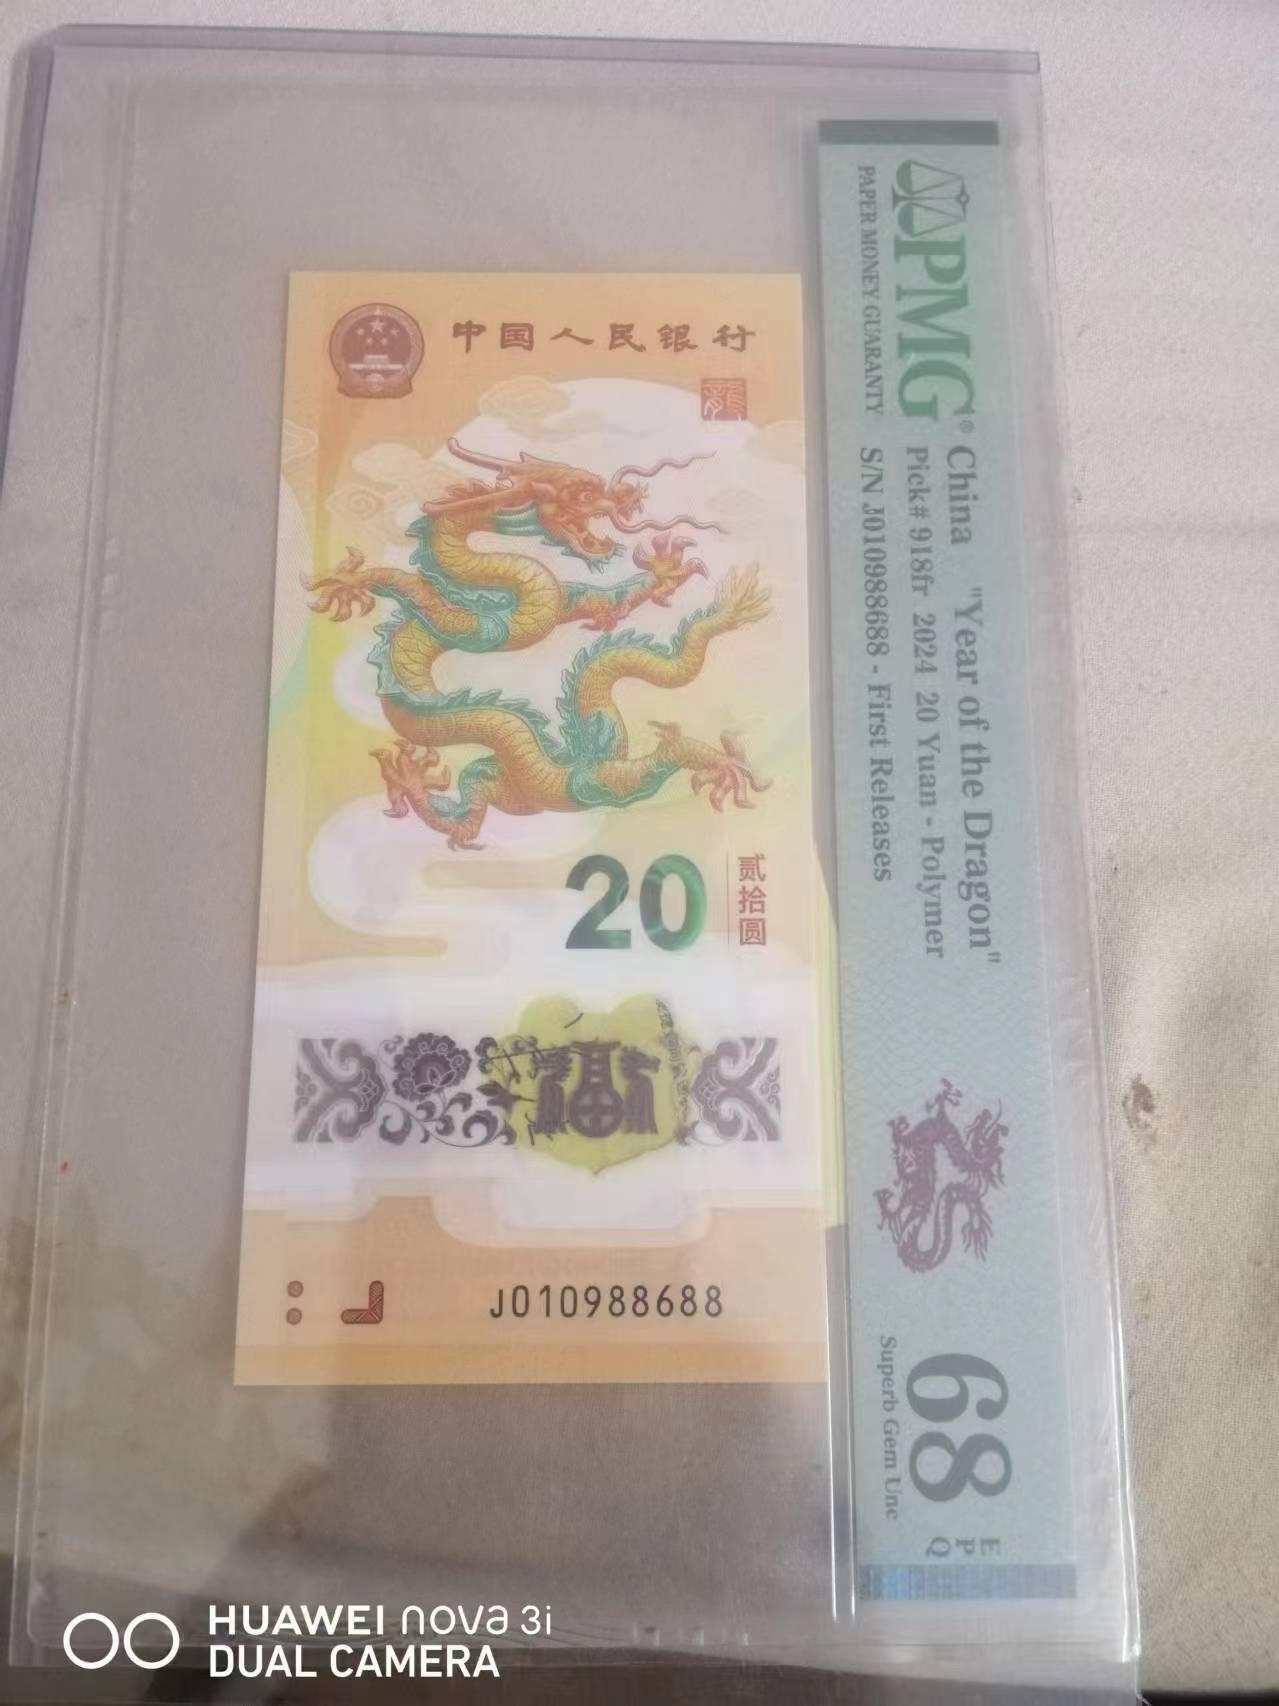 中国人民银行
龍
20
贰拾圆
福
J010988688
PMG®
PAPER MONEY GUARANTY
China "Year of the Dragon"
Pick# 918fr 2024 20 Yuan - Polymer
S/N J010988688 - First Releases
68
EPQ
Superb Gem Unc
HUAWEI nova 3i
DUAL CAMERA